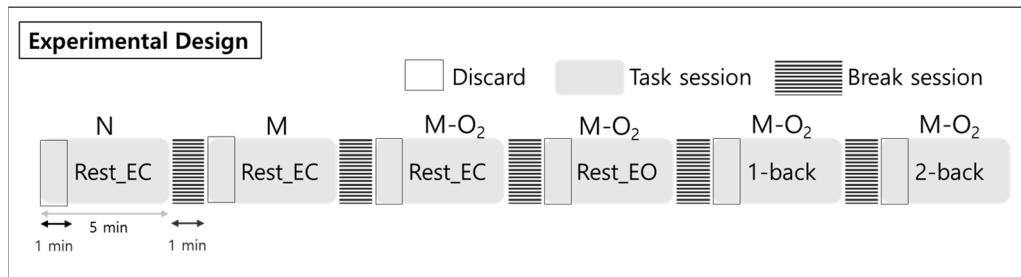 Experimental Design
Discard Task session Break session
N M M-O₂ M-O₂ M-O₂ M-O₂
Rest_EC Rest_EC Rest_EC Rest_EO 1-back 2-back
5 min
1 min 1 min